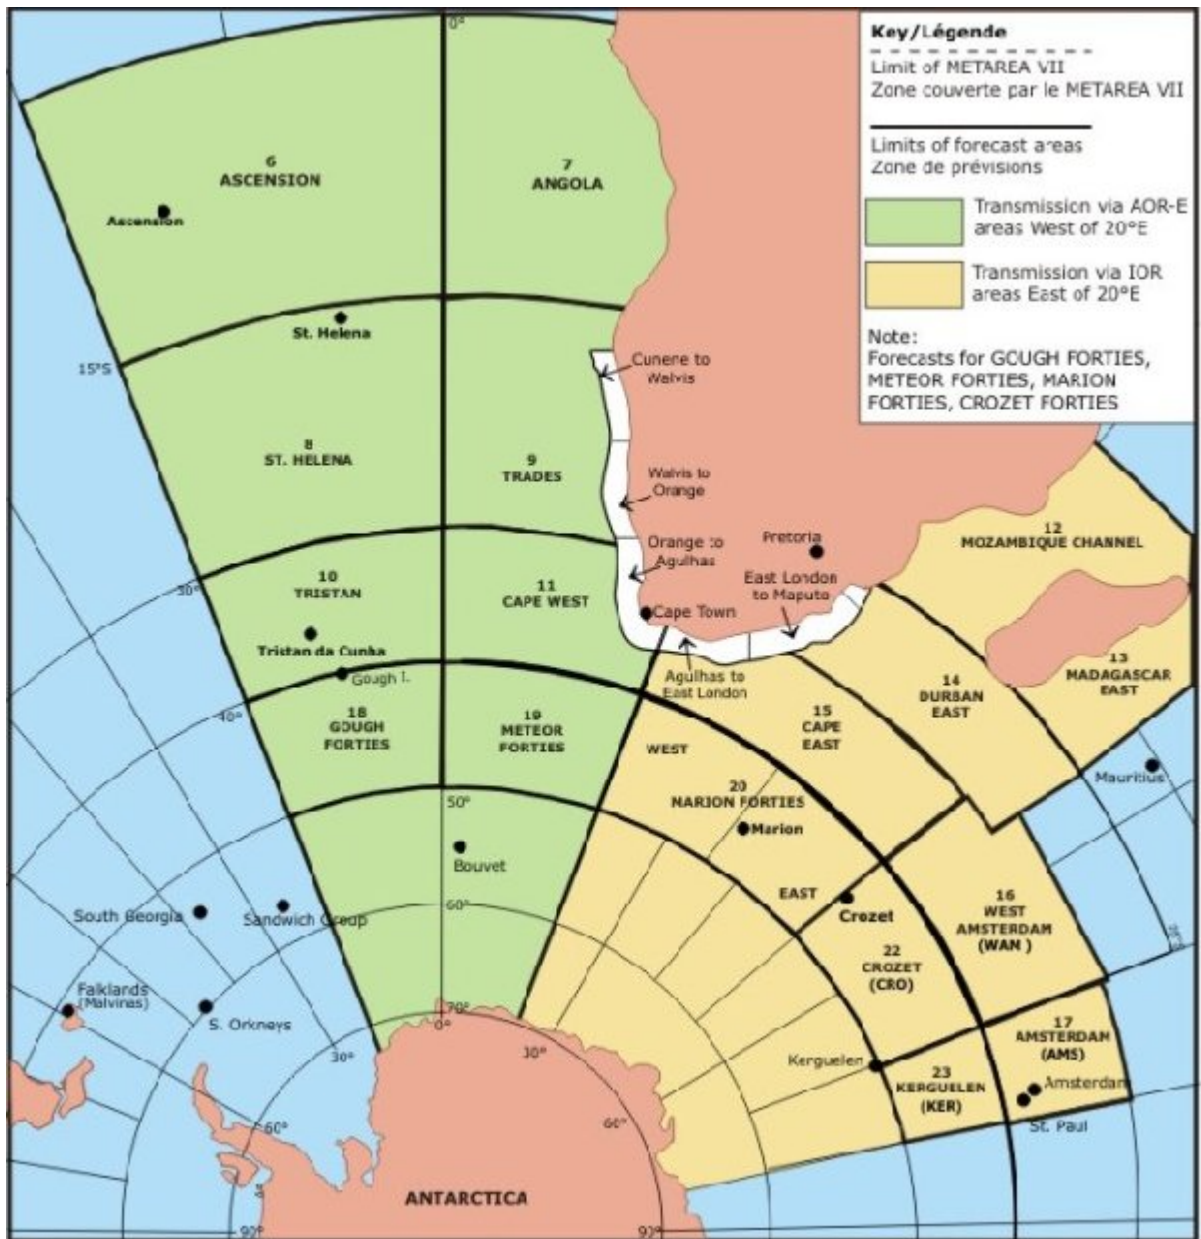 0°
Key/Légende
Limit of METAREA VII
Zone couverte par le METAREA VII
Limits of forecast areas
Zone de prévisions
Transmission via AOR-E
areas West of 20°E
Transmission via IOR
areas East of 20°E
Note:
Forecasts for GOUGH FORTIES,
METEOR FORTIES, MARION
FORTIES, CROZET FORTIES
6
ASCENSION
Ascension
7
ANGOLA
St. Helena
15°S
Cunene to
Walvis
8
ST. HELENA
9
TRADES
Walvis to
Orange
Orange to
Agulhas
Pretoria
East London
to Maputo
Cape Town
Agulhas to
East London
12
MOZAMBIQUE CHANNEL
13
MADAGASCAR
EAST
14
DURBAN
EAST
15
CAPE
EAST
Mauritius
30°
10
TRISTAN
Tristan da Cunha
Gough I.
11
CAPE WEST
40°
18
GOUGH
FORTIES
19
METEOR
FORTIES
WEST
20
NARION FORTIES
Marion
EAST
Crozet
50°
Bouvet
60°
16
WEST
AMSTERDAM
(WAM )
22
CROZET
(CRO)
17
AMSTERDAM
(AMS)
Amsterdam
St. Paul
Kerguelen
23
KERGUELEN
(KER)
South Georgia
Sandwich Group
Falklands
(Malvinas)
S. Orkneys
70°
0°
30°
30°
60°
60°
90°
90°
ANTARCTICA